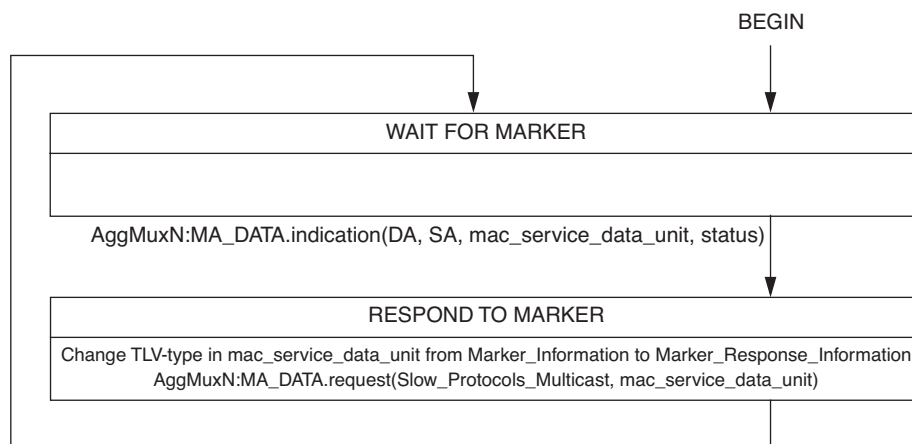 BEGIN
WAIT FOR MARKER
AggMuxN:MA_DATA.indication(DA, SA, mac_service_data_unit, status)
RESPOND TO MARKER
Change TLV-type in mac_service_data_unit from Marker_Information to Marker_Response_Information
AggMuxN:MA_DATA.request(Slow_Protocols_Multicast, mac_service_data_unit)